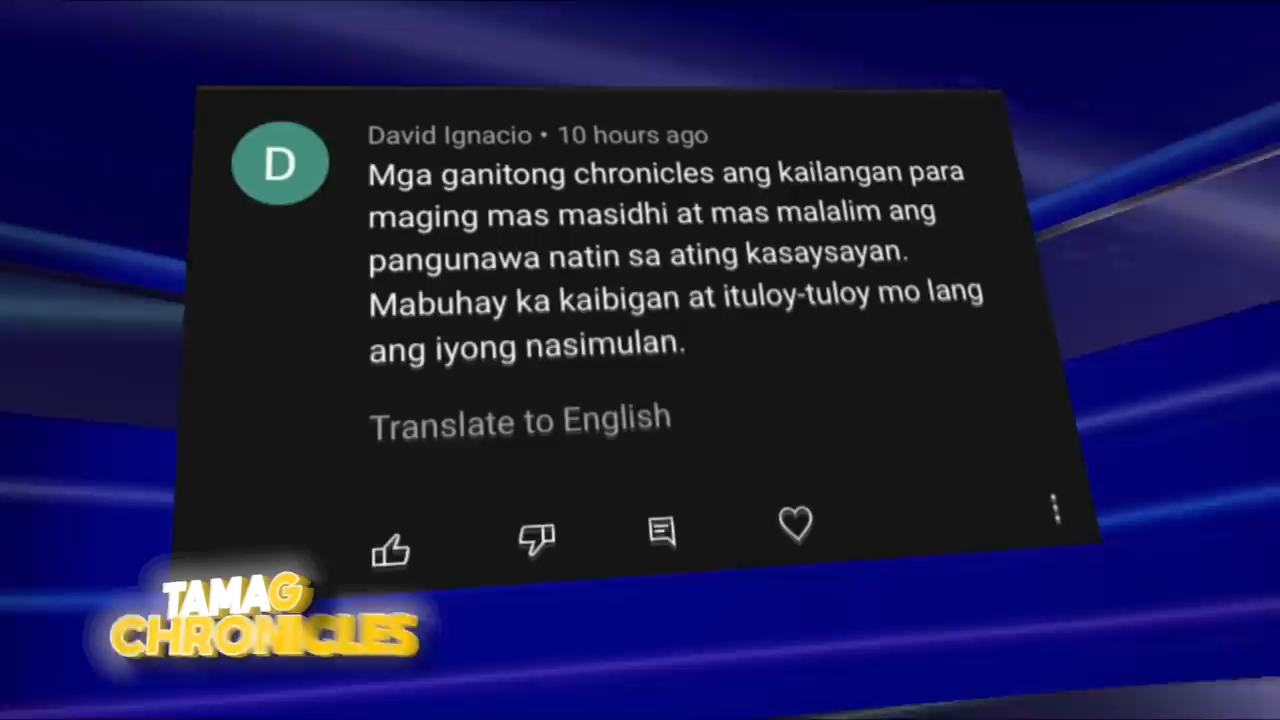 D
David Ignacio • 10 hours ago
Mga ganitong chronicles ang kailangan para
maging mas masidhi at mas malalim ang
pangunawa natin sa ating kasaysayan.
Mabuhay ka kaibigan at ituloy-tuloy mo lang
ang iyong nasimulan.
Translate to English
TAMAG
CHRONICLES